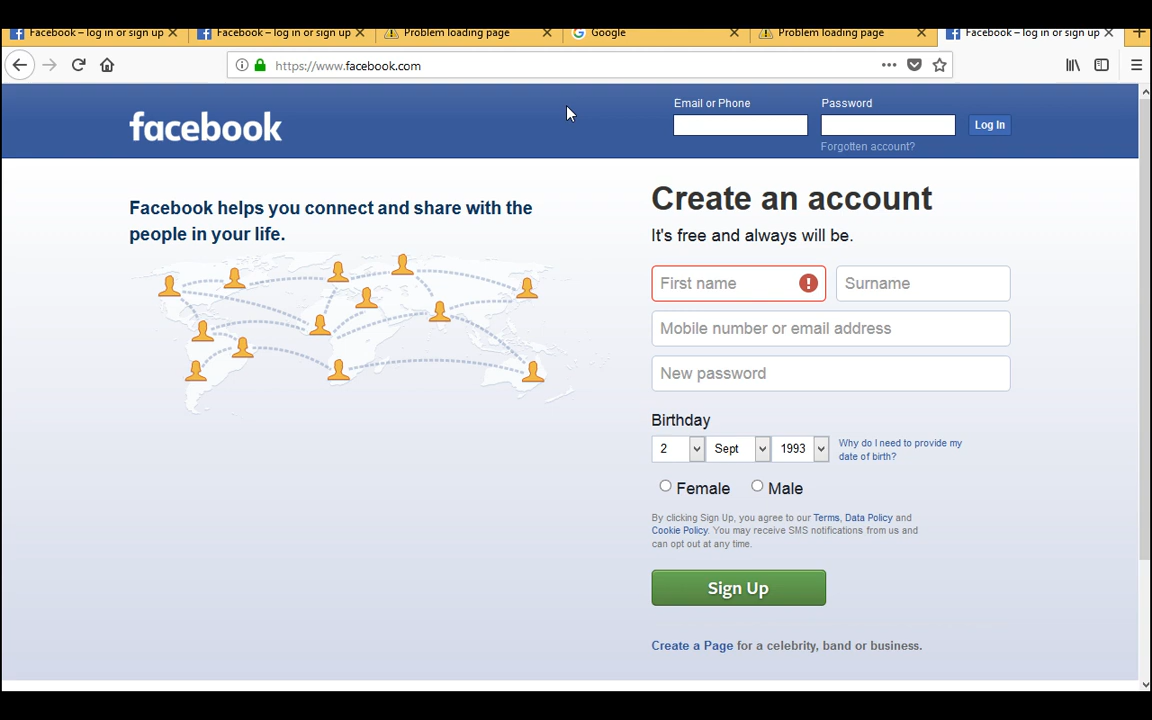 Facebook – log in or sign up
Facebook – log in or sign up
Problem loading page
Google
Problem loading page
Facebook – log in or sign up
https://www.facebook.com
Email or Phone
Password
facebook
Log In
Forgotten account?
Facebook helps you connect and share with the
people in your life.
Create an account
It's free and always will be.
First name
Surname
Mobile number or email address
New password
Birthday
2 Sept 1993
Why do I need to provide my
date of birth?
Female Male
By clicking Sign Up, you agree to our Terms, Data Policy and
Cookie Policy. You may receive SMS notifications from us and
can opt out at any time.
Sign Up
Create a Page for a celebrity, band or business.